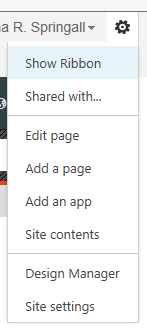 a R. Springall
Show Ribbon
Shared with...
Edit page
Add a page
Add an app
Site contents
Design Manager
Site settings